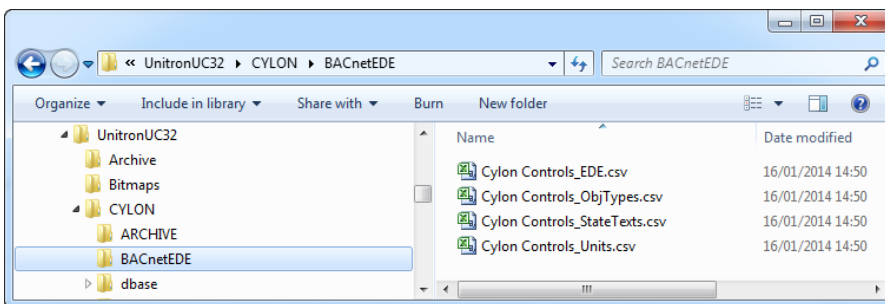 « UnitronUC32 ▸ CYLON ▸ BACnetEDE Search BACnetEDE
Organize Include in library Share with Burn New folder
UnitronUC32
Archive
Bitmaps
CYLON
ARCHIVE
BACnetEDE
dbase
Name Date modified
Cylon Controls_EDE.csv 16/01/2014 14:50
Cylon Controls_ObjTypes.csv 16/01/2014 14:50
Cylon Controls_StateTexts.csv 16/01/2014 14:50
Cylon Controls_Units.csv 16/01/2014 14:50